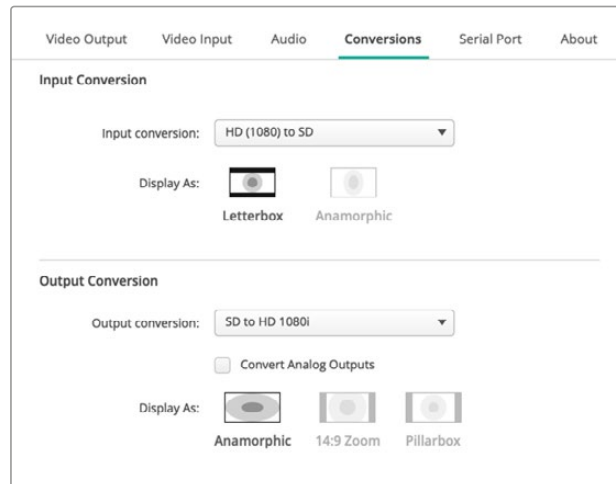 Video Output Video Input Audio Conversions Serial Port About
Input Conversion
Input conversion: HD (1080) to SD
Display As:
Letterbox Anamorphic
Output Conversion
Output conversion: SD to HD 1080i
Convert Analog Outputs
Display As:
Anamorphic 14:9 Zoom Pillarbox